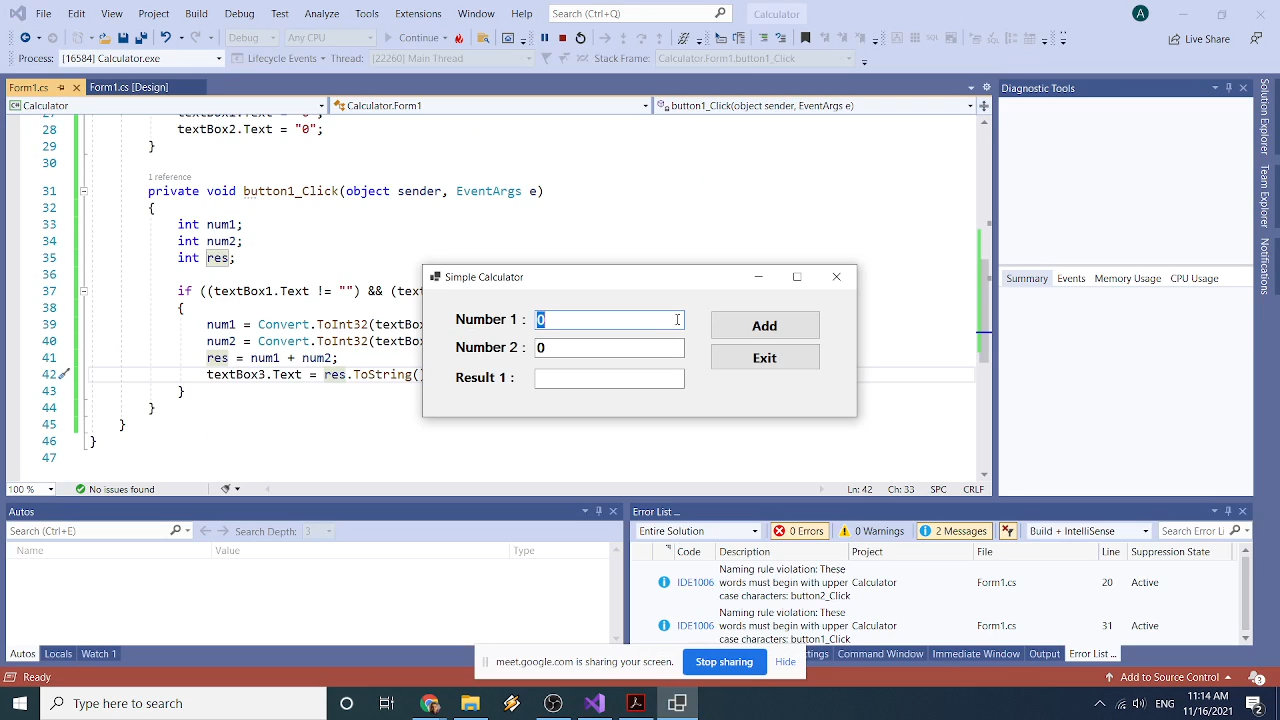 File Edit View Project Build Debug Test Analyze Tools Extensions Window Help Search (Ctrl+Q) Calculator A
Debug Any CPU Continue Live Share
Process: [16584] Calculator.exe Lifecycle Events Thread: [22260] Main Thread Stack Frame: Calculator.Form1.button1_Click
Form1.cs Form1.cs [Design] Diagnostic Tools
Calculator Calculator.Form1 button1_Click(object sender, EventArgs e)
28 textBox2.Text = "0";
29 }
30
1 reference
31 private void button1_Click(object sender, EventArgs e)
32 {
33 int num1;
34 int num2;
35 int res;
36
37 if ((textBox1.Text != "") && (tex
38 {
39 num1 = Convert.ToInt32(textBo
40 num2 = Convert.ToInt32(textBo
41 res = num1 + num2;
42 textBox3.Text = res.ToString(
43 }
44 }
45 }
46 }
47
Simple Calculator
Number 1 : 0 Add
Number 2 : 0 Exit
Result 1 :
Summary Events Memory Usage CPU Usage
Solution Explorer
Team Explorer
Notifications
100 % No issues found Ln: 42 Ch: 33 SPC CRLF
Autos
Search (Ctrl+E) Search Depth: 3
Name Value Type
Autos Locals Watch 1
Error List ...
Entire Solution 0 Errors 0 Warnings 2 Messages Build + IntelliSense Search Error Li
Code Description Project File Line Suppression State
IDE1006 Naming rule violation: These words must begin with upper case characters: button2_Click Calculator Form1.cs 20 Active
IDE1006 Naming rule violation: These words must begin with upper case characters: button1_Click Calculator Form1.cs 31 Active
ttings Command Window Immediate Window Output Error List ...
meet.google.com is sharing your screen. Stop sharing Hide
Ready Add to Source Control 3
Type here to search ENG 11:14 AM
11/16/2021 2